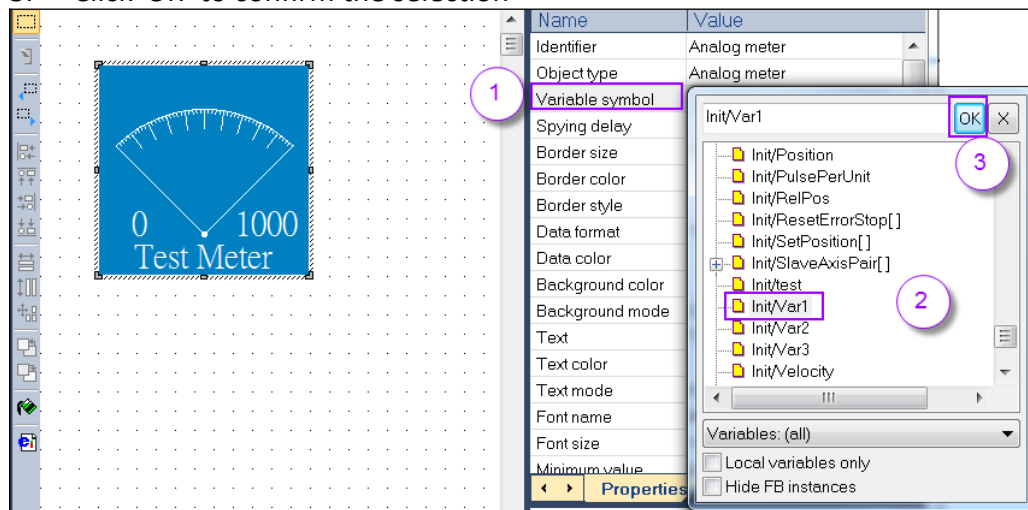 3. Click 'OK' to confirm the selection
Name Value
Identifier Analog meter
Object type Analog meter
1
Variable symbol
Spying delay
Border size
Border color
Border style
Data format
Data color
Background color
Background mode
Text
Text color
Text mode
Font name
Font size
Minimum value
Properties
0 1000
Test Meter
Init/Var1 OK X
3
Init/Position
Init/PulsePerUnit
Init/RelPos
Init/ResetErrorStop[ ]
Init/SetPosition[ ]
Init/SlaveAxisPair[ ]
Init/test
Init/Var1
2
Init/Var2
Init/Var3
Init/Velocity
Variables: (all)
Local variables only
Hide FB instances